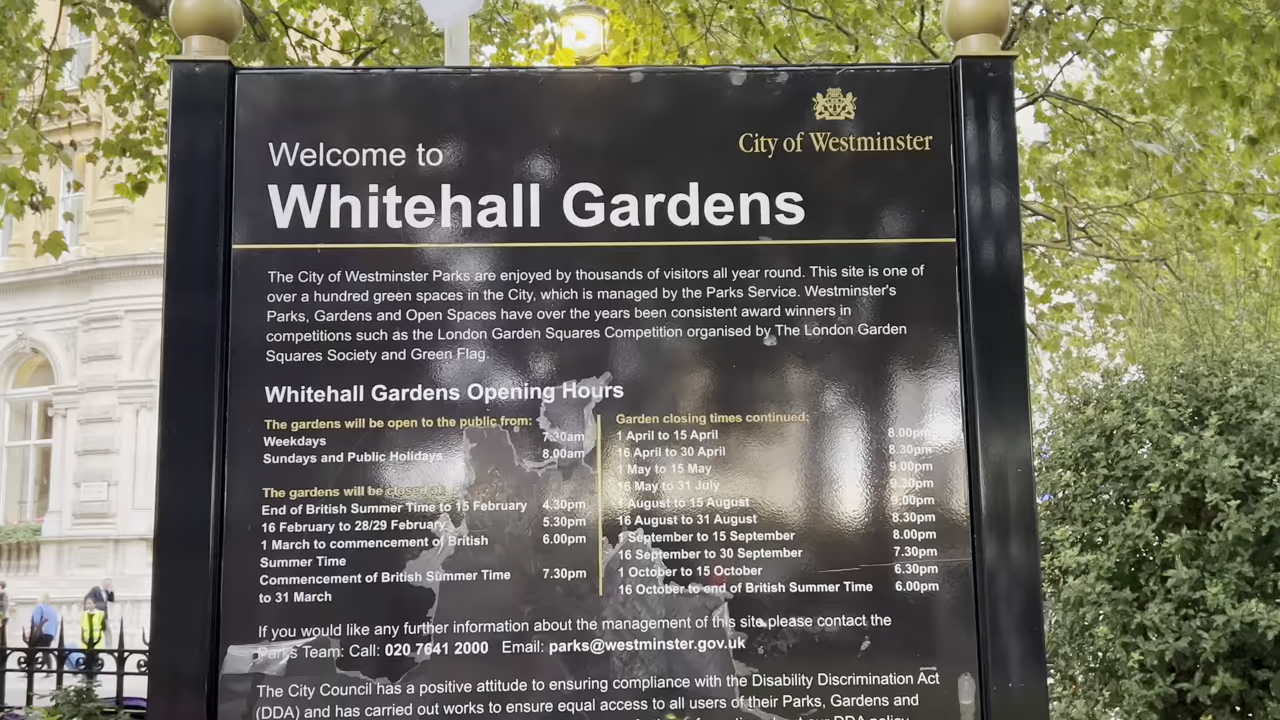 City of Westminster
Welcome to
Whitehall Gardens
The City of Westminster Parks are enjoyed by thousands of visitors all year round. This site is one of
over a hundred green spaces in the City, which is managed by the Parks Service. Westminster's
Parks, Gardens and Open Spaces have over the years been consistent award winners in
competitions such as the London Garden Squares Competition organised by The London Garden
Squares Society and Green Flag.
Whitehall Gardens Opening Hours
The gardens will be open to the public from:
Weekdays 7.30am
Sundays and Public Holidays 8.00am
The gardens will be closed at:
End of British Summer Time to 15 February 4.30pm
16 February to 28/29 February 5.30pm
1 March to commencement of British 6.00pm
Summer Time
Commencement of British Summer Time 7.30pm
to 31 March
Garden closing times continued:
1 April to 15 April 8.00pm
16 April to 30 April 8.30pm
1 May to 15 May 9.00pm
16 May to 31 July 9.30pm
1 August to 15 August 9.00pm
16 August to 31 August 8.30pm
1 September to 15 September 8.00pm
16 September to 30 September 7.30pm
1 October to 15 October 6.30pm
16 October to end of British Summer Time 6.00pm
If you would like any further information about the management of this site please contact the
Parks Team: Call: 020 7641 2000 Email: parks@westminster.gov.uk
The City Council has a positive attitude to ensuring compliance with the Disability Discrimination Act
(DDA) and has carried out works to ensure equal access to all users of their Parks, Gardens and